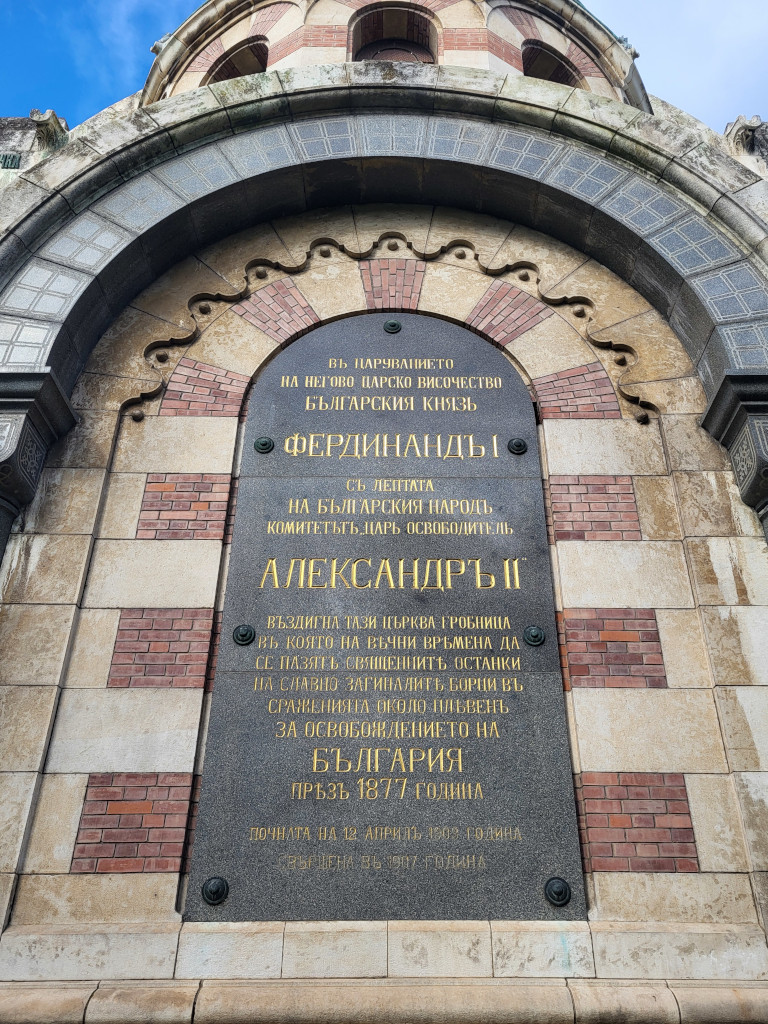 ВЪ ЦАРУВАНИЕТО
НА НЕГОВО ЦАРСКО ВИСОЧЕСТВО
БЪЛГАРСКИЯ КНЯЗЬ
ФЕРДИНАНДЪ I
СЪ ЛЕПТАТА
НА БЪЛГАРСКИЯ НАРОДЪ
КОМИТЕТЪТЪ „ЦАРЬ ОСВОБОДИТЕЛЬ
АЛЕКСАНДРЪ II"
ВЪЗДИГНА ТАЗИ ЦЪРКВА ГРОБНИЦА
ВЪ КОЯТО НА ВѢЧНИ ВРѢМЕНА ДА
СЕ ПАЗЯТЪ СВЯЩЕННИТѢ ОСТАНКИ
НА СЛАВНО ЗАГИНАЛИТѢ БОРЦИ ВЪ
СРАЖЕНИЯТА ОКОЛО ПЛѢВЕНЪ
ЗА ОСВОБОЖДЕНИЕТО НА
БЪЛГАРИЯ
ПРѢЗЪ 1877 ГОДИНА
ПОЧНАТА НА 12 АПРИЛЪ ГОДИНА
СВЪРШЕНА ВЪ 1907 ГОДИНА